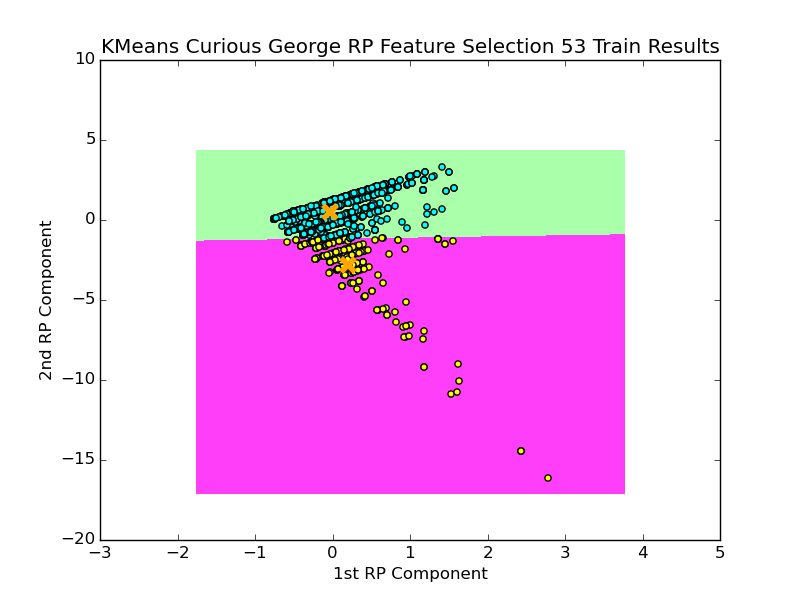 KMeans Curious George RP Feature Selection 53 Train Results
10
5
0
−5
−10
−15
−20
2nd RP Component
−3 −2 −1 0 1 2 3 4 5
1st RP Component